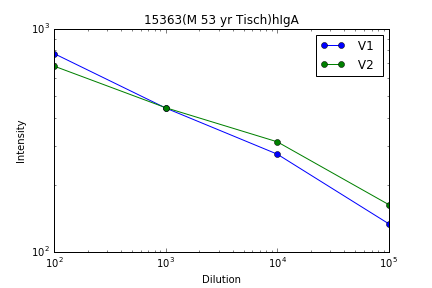 15363(M 53 yr Tisch)hIgA
10³
V1
V2
Intensity
10²
10² 10³ 10⁴ 10⁵
Dilution